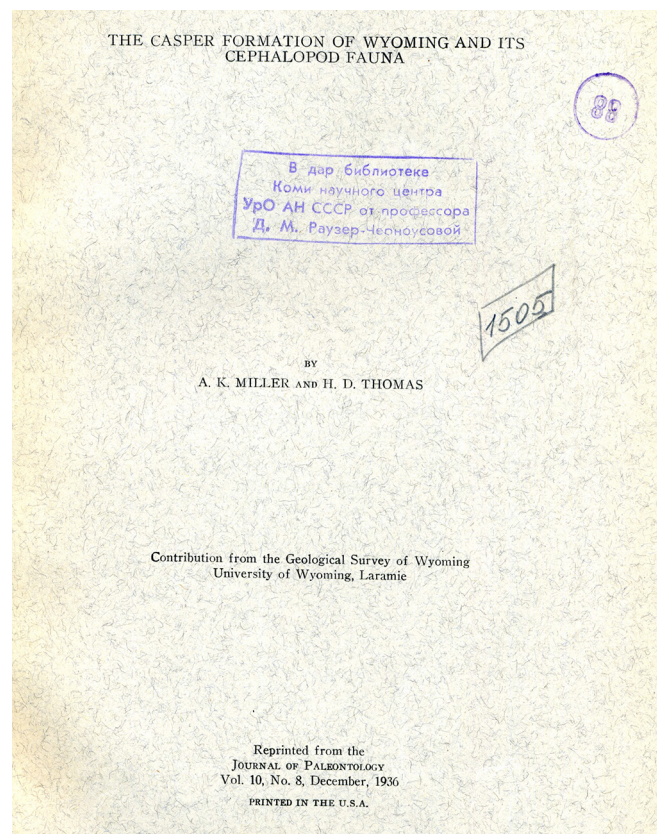 THE CASPER FORMATION OF WYOMING AND ITS
CEPHALOPOD FAUNA
88
В дар библиотеке
Коми научного центра
УрО АН СССР от профессора
Д. М. Раузер-Черноусовой
1505
BY
A. K. MILLER AND H. D. THOMAS
Contribution from the Geological Survey of Wyoming
University of Wyoming, Laramie
Reprinted from the
JOURNAL OF PALEONTOLOGY
Vol. 10, No. 8, December, 1936
PRINTED IN THE U.S.A.